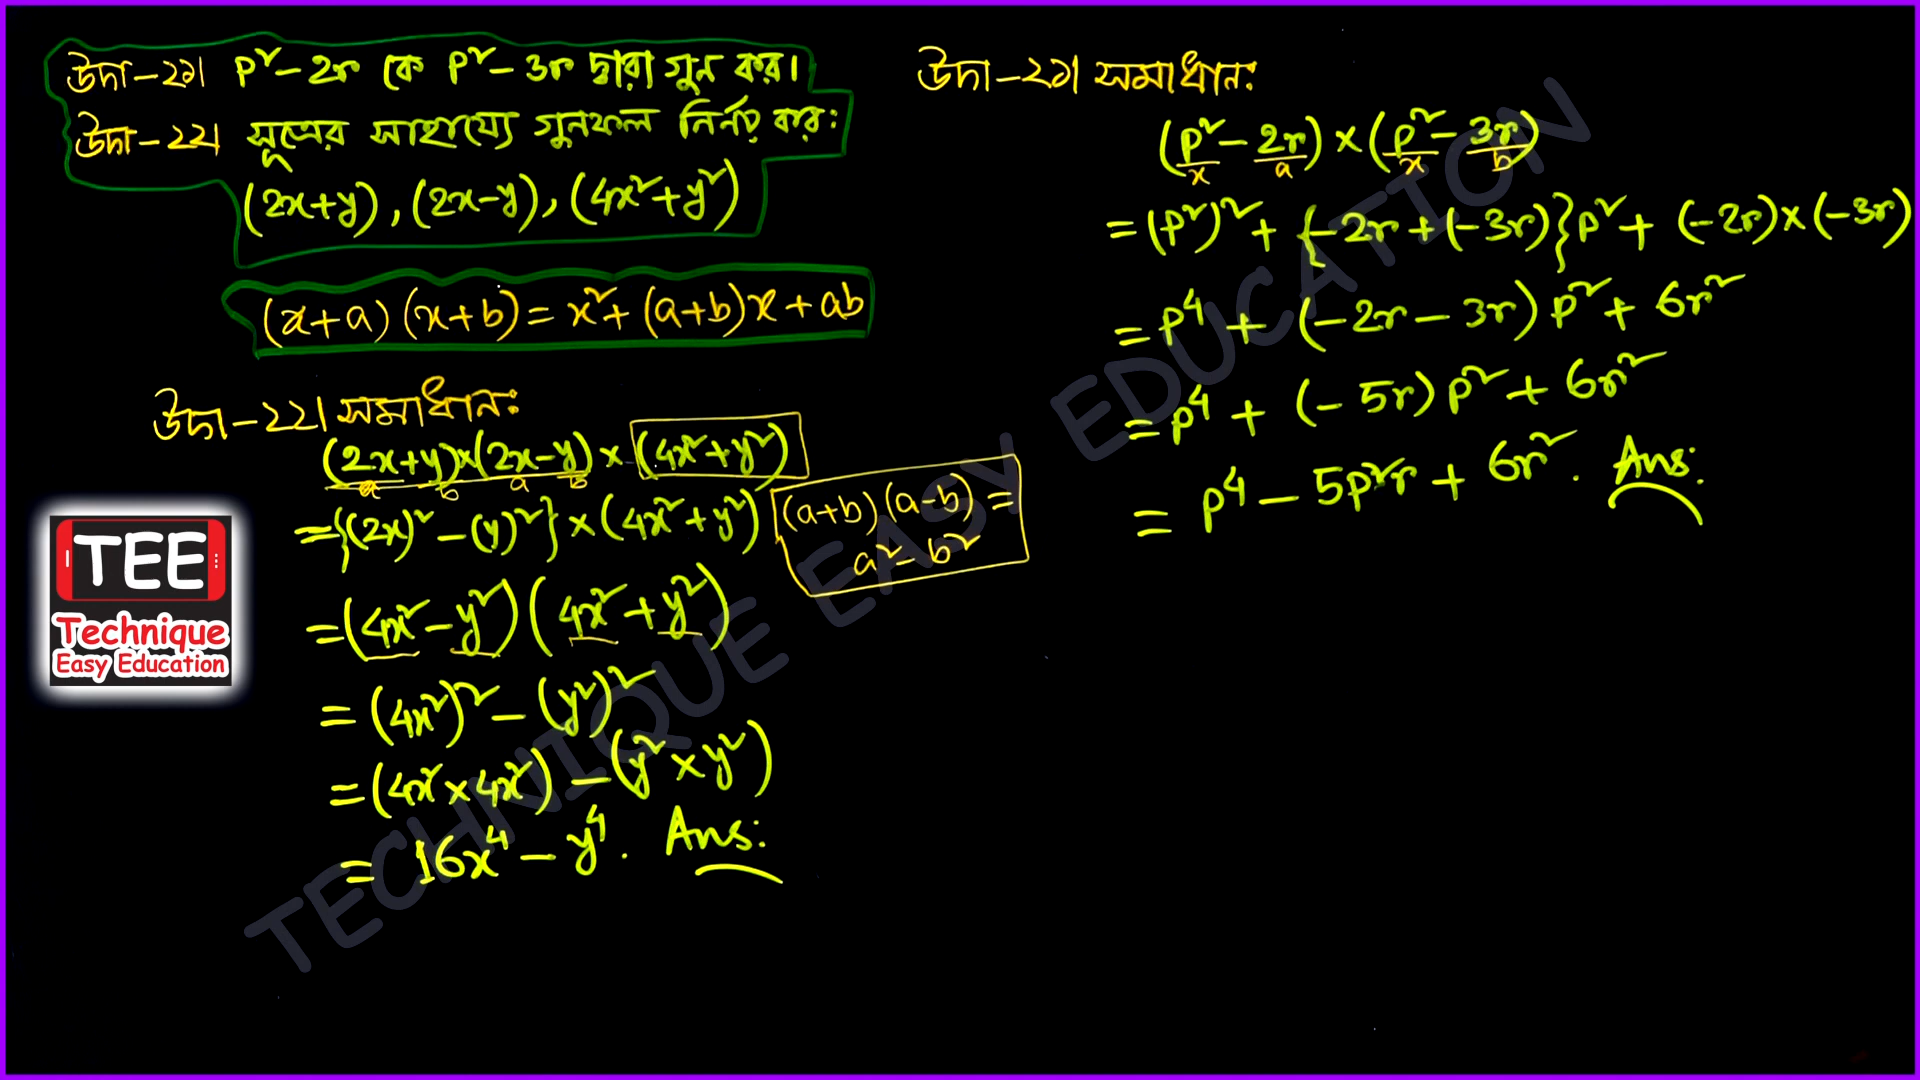 উদা-২১। p²-2r কে p²-3r দ্বারা গুন কর।
উদা-২২। সূত্রের সাহায্যে গুনফল নির্নয় কর:
(2x+y), (2x-y), (4x²+y²)
(x+a) (x+b) = x²+ (a+b)x + ab
উদা-২২। সমাধান:
(2x+y)×(2x-y) × (4x²+y²)
a b a b
={(2x)² -(y)²} × (4x²+y²)
(a+b) (a-b) =
a²-b²
=(4x²-y²) (4x²+y²)
= (4x²)² - (y²)²
= (4x² × 4x²) - (y² × y²)
= 16x⁴ - y⁴. Ans:
উদা-২১। সমাধান:
(p²-2r) × (p²-3r)
x a x b
= (p²)² + {-2r+(-3r)}p² + (-2r)×(-3r)
= p⁴ + (-2r-3r) p² + 6r²
= p⁴ + (-5r) p² + 6r²
= p⁴ - 5p²r + 6r². Ans:
TEE
Technique
Easy Education
TECHNIQUE EASY EDUCATION